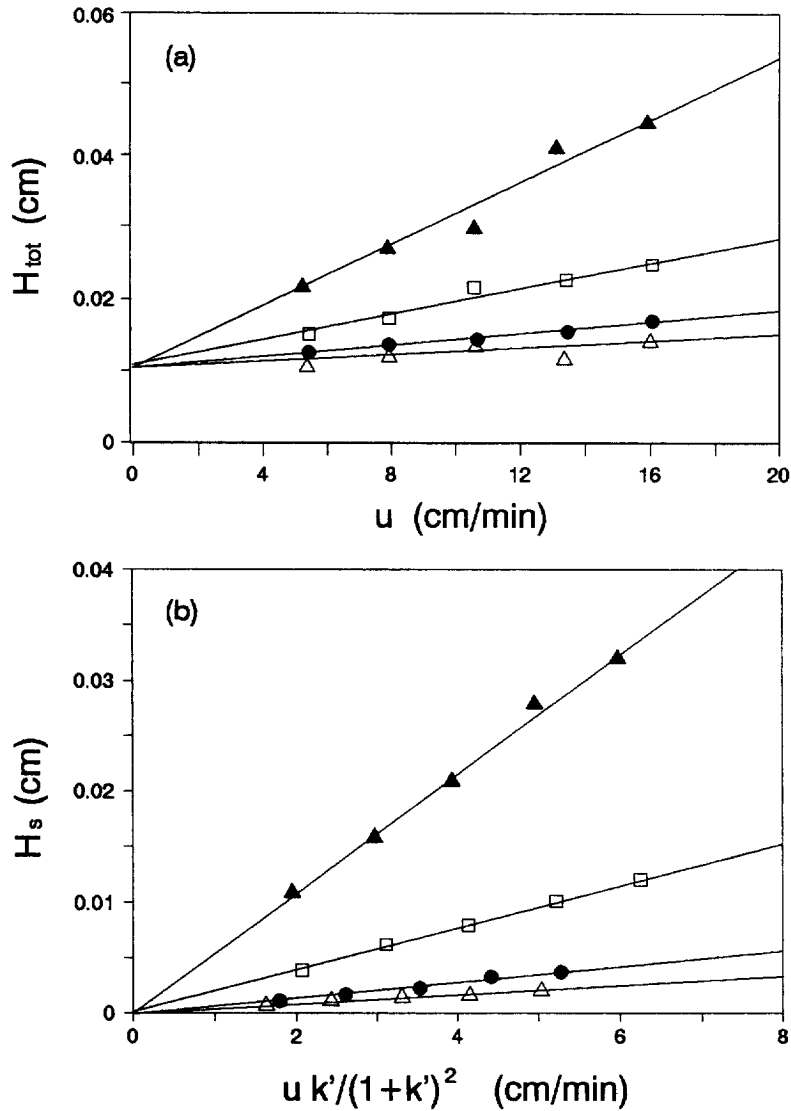 0.06
(a)
0.04
0.02
0
H_tot (cm)
0 4 8 12 16 20
u (cm/min)
0.04
(b)
0.03
0.02
0.01
0
H_s (cm)
0 2 4 6 8
u k'/(1+k')² (cm/min)